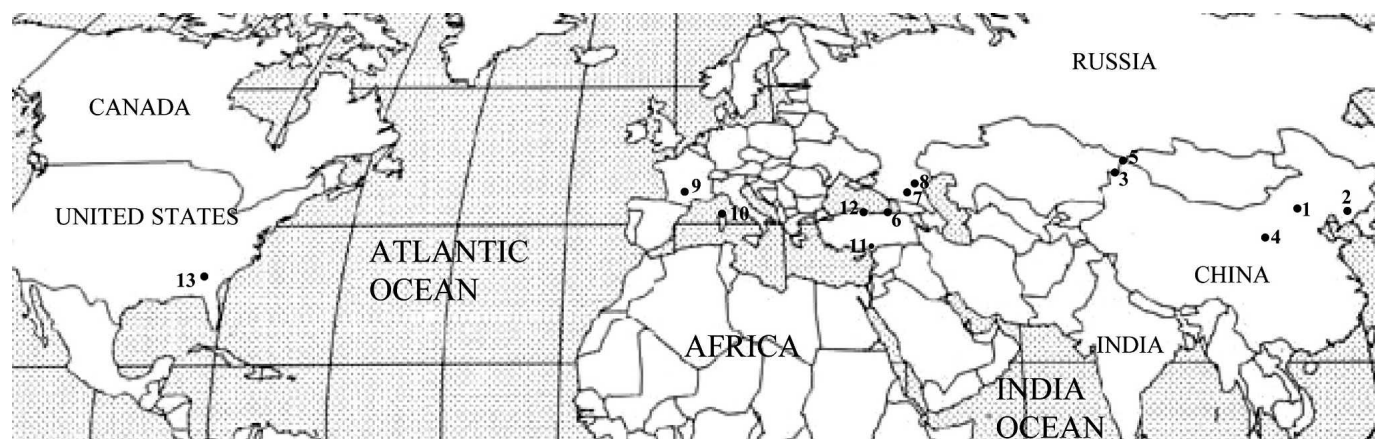 RUSSIA
CANADA
5
3
8
7
9
UNITED STATES
10
12
6
1
2
11
4
ATLANTIC
OCEAN
13
CHINA
AFRICA
INDIA
INDIA
OCEAN